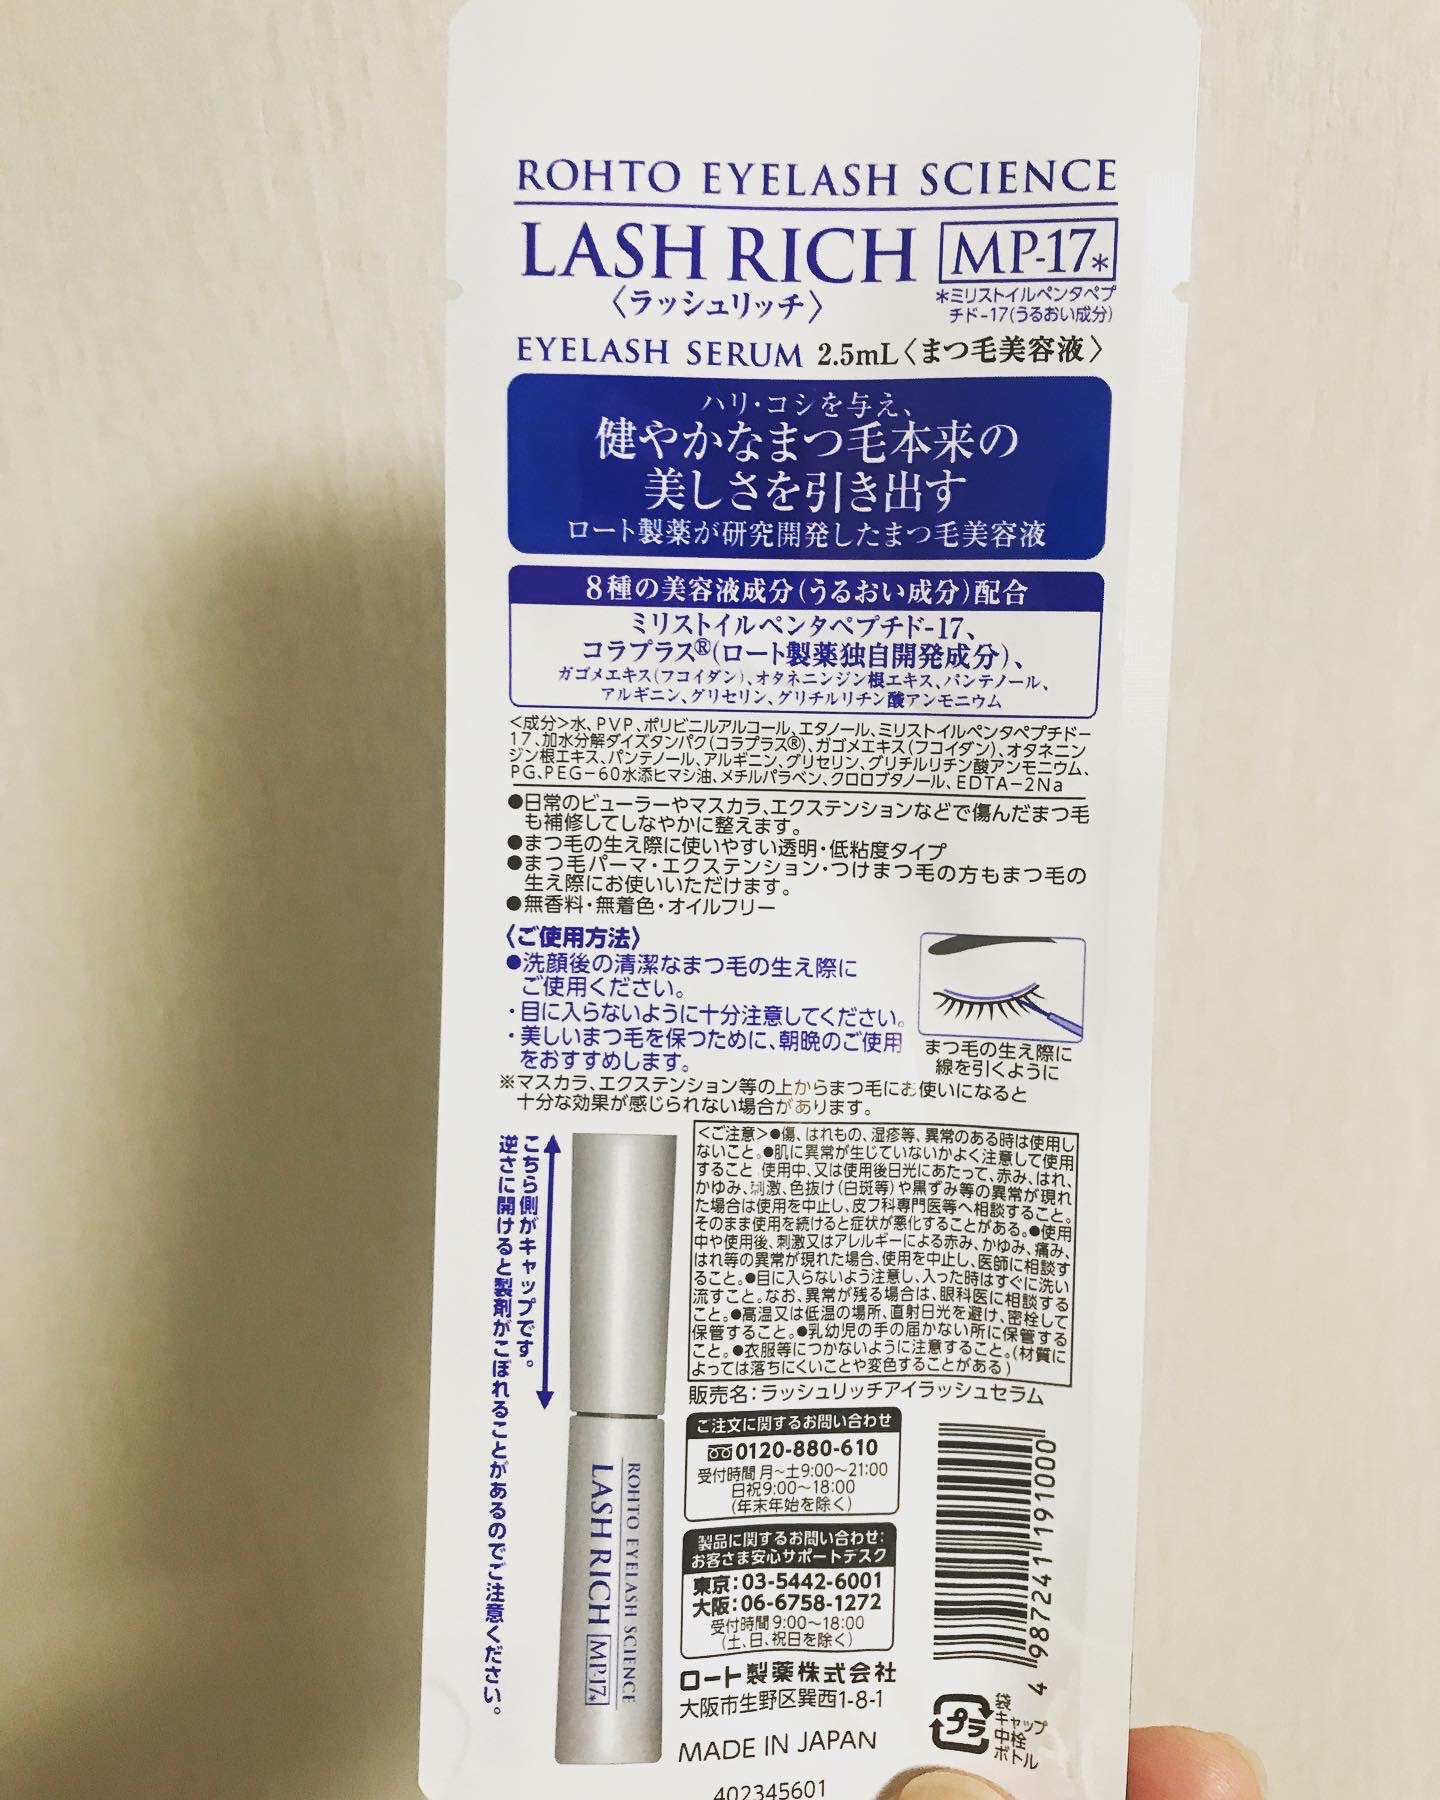 ROHTO EYELASH SCIENCE
LASH RICH MP-17*
〈ラッシュリッチ〉
*ミリストイルペンタペプ
チド-17(うるおい成分)
EYELASH SERUM 2.5mL〈まつ毛美容液〉
ハリ・コシを与え、
健やかなまつ毛本来の
美しさを引き出す
ロート製薬が研究開発したまつ毛美容液
8種の美容液成分(うるおい成分)配合
ミリストイルペンタペプチド-17、
コラプラス®(ロート製薬独自開発成分)、
ガゴメエキス(フコイダン)、オタネニンジン根エキス、パンテノール、
アルギニン、グリセリン、グリチルリチン酸アンモニウム
<成分>水、PVP、ポリビニルアルコール、エタノール、ミリストイルペンタペプチドー
17、加水分解ダイズタンパク(コラプラス®)、ガゴメエキス(フコイダン)、オタネニン
ジン根エキス、パンテノール、アルギニン、グリセリン、グリチルリチン酸アンモニウム、
PG、PEG−60水添ヒマシ油、メチルパラベン、クロロブタノール、EDTA−2Na
●日常のビューラーやマスカラ、エクステンションなどで傷んだまつ毛
も補修してしなやかに整えます。
●まつ毛の生え際に使いやすい透明・低粘度タイプ
●まつ毛パーマ・エクステンション・つけまつ毛の方もまつ毛の
生え際にお使いいただけます。
●無香料・無着色・オイルフリー
〈ご使用方法〉
●洗顔後の清潔なまつ毛の生え際に
ご使用ください。
・目に入らないように十分注意してください。
・美しいまつ毛を保つために、朝晩のご使用
をおすすめします。
まつ毛の生え際に
線を引くように
※マスカラ、エクステンション等の上からまつ毛にお使いになると
十分な効果が感じられない場合があります。
こちら側がキャップです。
逆さに開けると製剤がこぼれることがあるのでご注意ください。
ROHTO EYELASH SCIENCE
LASH RICH MP-17*
<ご注意>●傷、はれもの、湿疹等、異常のある時は使用し
ないこと。●肌に異常が生じていないかよく注意して使用
すること 使用中、又は使用後日光にあたって、赤み、はれ、
かゆみ、刺激、色抜け(白斑等)や黒ずみ等の異常が現れ
た場合は使用を中止し、皮フ科専門医等へ相談すること。
そのまま使用を続けると症状が悪化することがある。●使用
中や使用後、刺激又はアレルギーによる赤み、かゆみ、痛み、
はれ等の異常が現れた場合、使用を中止し、医師に相談す
ること。●目に入らないよう注意し、入った時はすぐに洗い
流すこと。なお、異常が残る場合は、眼科医に相談する
こと。●高温又は低温の場所、直射日光を避け、密栓して
保管すること。●乳幼児の手の届かない所に保管する
こと。●衣服等につかないように注意すること。(材質に
よっては落ちにくいことや変色することがある)
販売名：ラッシュリッチアイラッシュセラム
ご注文に関するお問い合わせ
0120-880-610
受付時間 月〜土9:00〜21:00
日祝9:00〜18:00
(年末年始を除く)
製品に関するお問い合わせ:
お客さま安心サポートデスク
東京:03-5442-6001
大阪:06-6758-1272
受付時間 9:00〜18:00
(土、日、祝日を除く)
ロート製薬株式会社
大阪市生野区巽西1-8-1
MADE IN JAPAN
402345601
4 987241 191000
プラ
袋
キャップ
中栓
ボトル